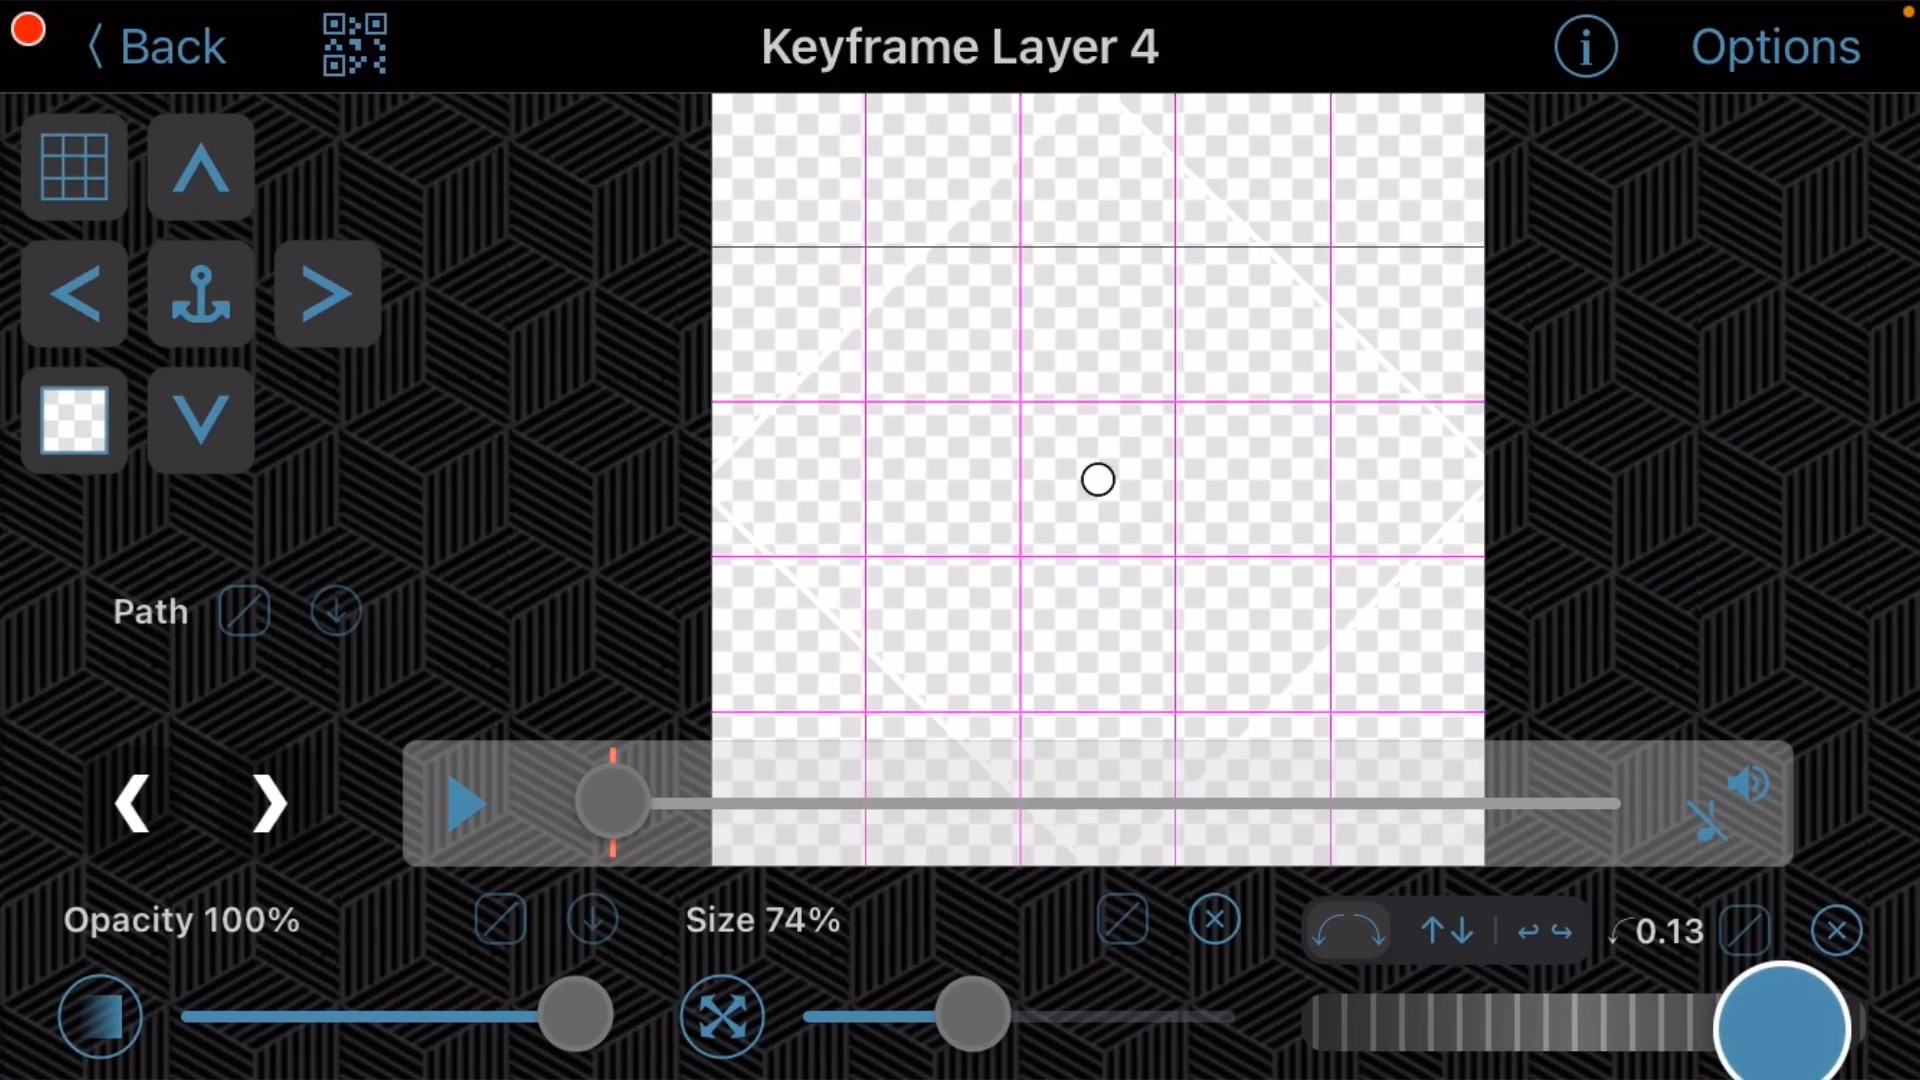 Back
Keyframe Layer 4
Options
Path
Opacity 100%
Size 74%
0.13